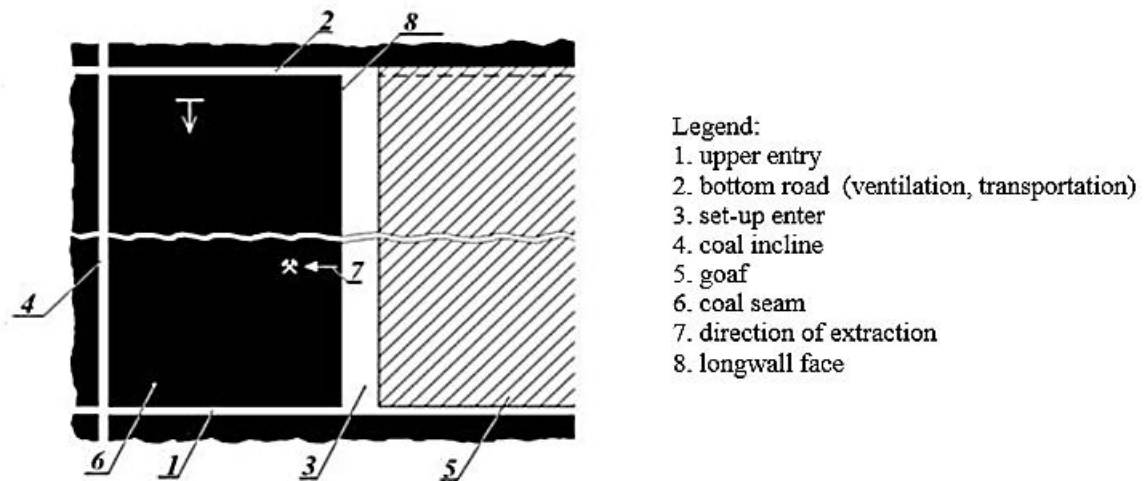 2
8
7
4
6
1
3
5
Legend:
1. upper entry
2. bottom road (ventilation, transportation)
3. set-up enter
4. coal incline
5. goaf
6. coal seam
7. direction of extraction
8. longwall face